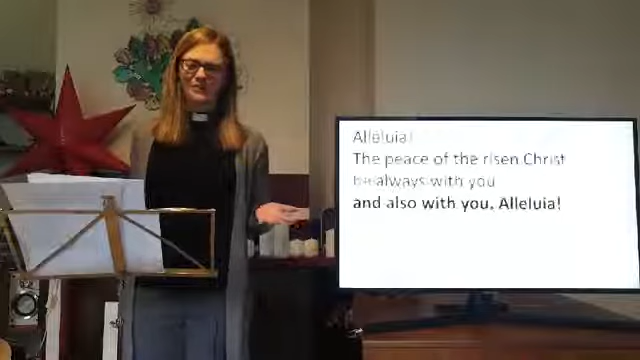 Alleluia!
The peace of the risen Christ
be always with you
and also with you. Alleluia!